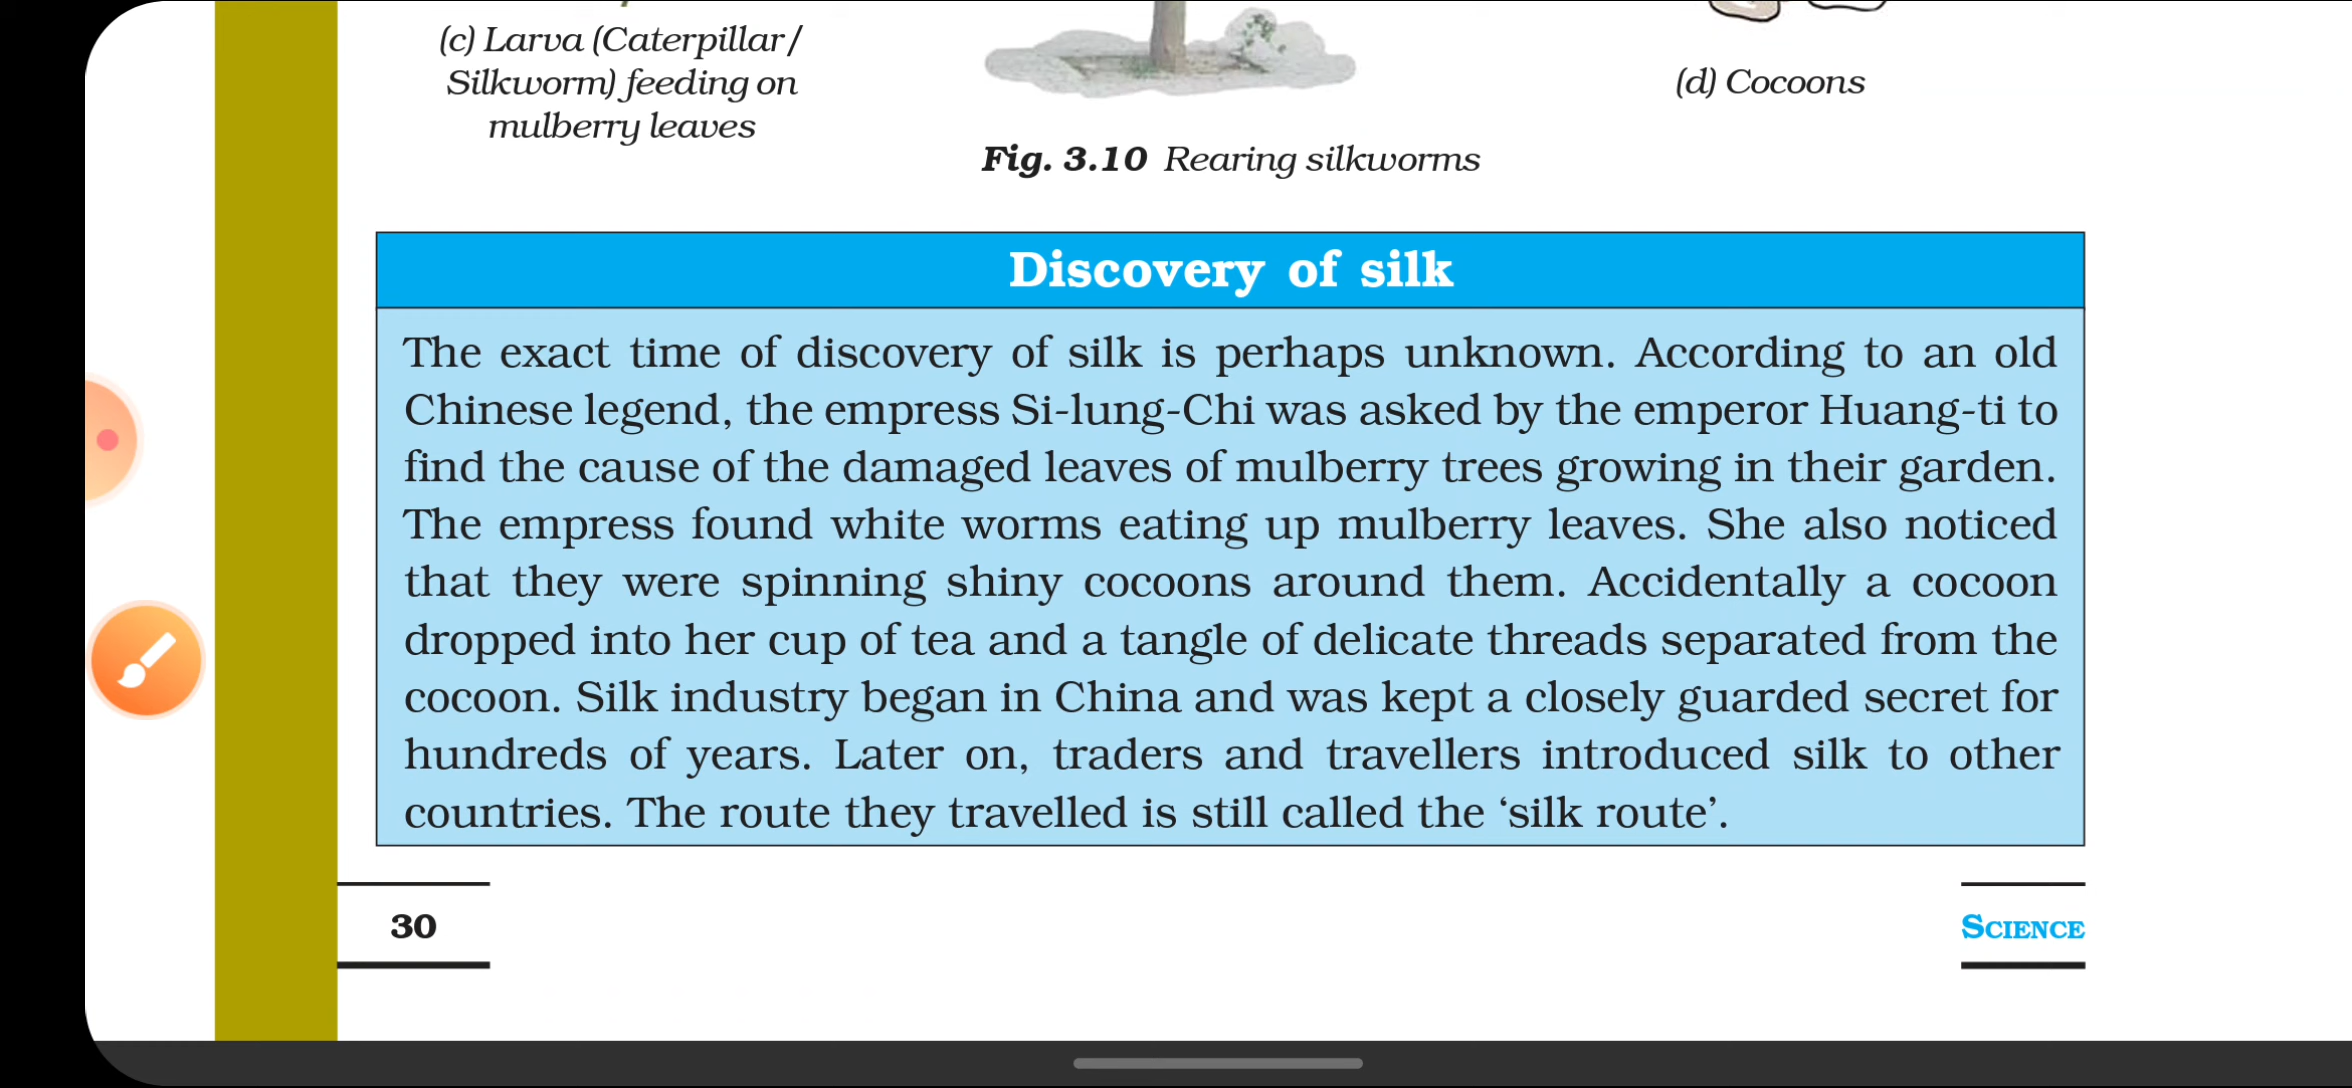 (c) Larva (Caterpillar/
Silkworm) feeding on
mulberry leaves
(d) Cocoons
Fig. 3.10 Rearing silkworms
Discovery of silk
The exact time of discovery of silk is perhaps unknown. According to an old
Chinese legend, the empress Si-lung-Chi was asked by the emperor Huang-ti to
find the cause of the damaged leaves of mulberry trees growing in their garden.
The empress found white worms eating up mulberry leaves. She also noticed
that they were spinning shiny cocoons around them. Accidentally a cocoon
dropped into her cup of tea and a tangle of delicate threads separated from the
cocoon. Silk industry began in China and was kept a closely guarded secret for
hundreds of years. Later on, traders and travellers introduced silk to other
countries. The route they travelled is still called the ‘silk route’.
30
SCIENCE